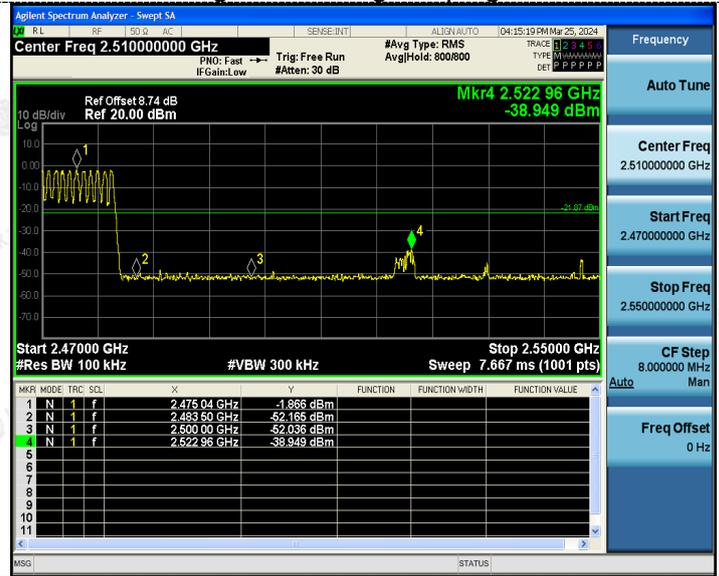 Agilent Spectrum Analyzer - Swept SA
LXI RL RF 50 Ω AC SENSE:INT ALIGNAUTO 04:15:19 PM Mar 25, 2024
Center Freq 2.510000000 GHz
PNO: Fast
IFGain:Low
Trig: Free Run
#Atten: 30 dB
#Avg Type: RMS
Avg|Hold: 800/800
TRACE 1 2 3 4 5 6
TYPE M
DET P P P P P P
Ref Offset 8.74 dB
10 dB/div Ref 20.00 dBm
Mkr4 2.522 96 GHz
-38.949 dBm
Log
10.0
0.00
-10.0
-20.0
-30.0
-40.0
-50.0
-60.0
-70.0
1
2
3
4
-21.87 dBm
Start 2.47000 GHz Stop 2.55000 GHz
#Res BW 100 kHz #VBW 300 kHz Sweep 7.667 ms (1001 pts)
MKR MODE TRC SCL X Y FUNCTION FUNCTION WIDTH FUNCTION VALUE
1 N 1 f 2.475 04 GHz -1.866 dBm
2 N 1 f 2.483 50 GHz -52.165 dBm
3 N 1 f 2.500 00 GHz -52.036 dBm
4 N 1 f 2.522 96 GHz -38.949 dBm
5
6
7
8
9
10
11
MSG STATUS
Frequency
Auto Tune
Center Freq
2.510000000 GHz
Start Freq
2.470000000 GHz
Stop Freq
2.550000000 GHz
CF Step
8.000000 MHz
Auto Man
Freq Offset
0 Hz